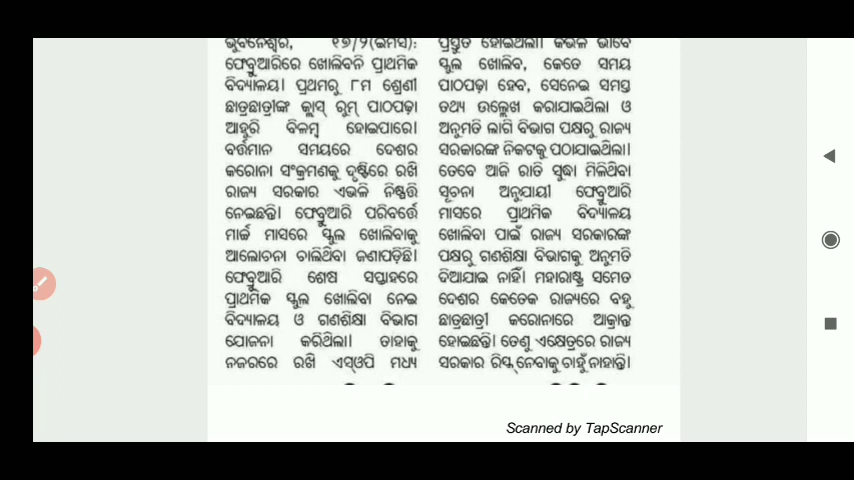 ଭୁବନେଶ୍ୱର, ୧୭/୨(ଇମିସ):
ଫେବୃଆରିରେ ଖୋଲିବନି ପ୍ରାଥମିକ
ବିଦ୍ୟାଳୟ। ପ୍ରଥମରୁ ୮ମ ଶ୍ରେଣୀ
ଛାତ୍ରଛାତ୍ରୀଙ୍କ କ୍ଲାସ୍ ରୁମ୍ ପାଠପଢ଼ା
ଆହୁରି ବିଳମ୍ବ ହୋଇପାରେ।
ବର୍ତ୍ତମାନ ସମୟରେ ଦେଶର
କରୋନା ସଂକ୍ରମଣକୁ ଦୃଷ୍ଟିରେ ରଖି
ରାଜ୍ୟ ସରକାର ଏଭଳି ନିଷ୍ପତ୍ତି
ନେଇଛନ୍ତି। ଫେବୃଆରି ପରିବର୍ତ୍ତେ
ମାର୍ଚ୍ଚ ମାସରେ ସ୍କୁଲ ଖୋଲିବାକୁ
ଆଲୋଚନା ଚାଲିଥିବା ଜଣାପଡ଼ିଛି।
ଫେବୃଆରି ଶେଷ ସପ୍ତାହରେ
ପ୍ରାଥମିକ ସ୍କୁଲ ଖୋଲିବା ନେଇ
ବିଦ୍ୟାଳୟ ଓ ଗଣଶିକ୍ଷା ବିଭାଗ
ଯୋଜନା କରିଥିଲା। ତାହାକୁ
ନଜରରେ ରଖି ଏସ୍ଓପି ମଧ୍ୟ
ପ୍ରସ୍ତୁତ ହୋଇଥିଲା। କିଭଳି ଭାବେ
ସ୍କୁଲ ଖୋଲିବ, କେତେ ସମୟ
ପାଠପଢ଼ା ହେବ, ସେନେଇ ସମସ୍ତ
ତଥ୍ୟ ଉଲ୍ଲେଖ କରାଯାଇଥିଲା ଓ
ଅନୁମତି ଲାଗି ବିଭାଗ ପକ୍ଷରୁ ରାଜ୍ୟ
ସରକାରଙ୍କ ନିକଟକୁ ପଠାଯାଇଥିଲା।
ତେବେ ଆଜି ରାତି ସୁଦ୍ଧା ମିଳିଥିବା
ସୂଚନା ଅନୁଯାୟୀ ଫେବୃଆରି
ମାସରେ ପ୍ରାଥମିକ ବିଦ୍ୟାଳୟ
ଖୋଲିବା ପାଇଁ ରାଜ୍ୟ ସରକାରଙ୍କ
ପକ୍ଷରୁ ଗଣଶିକ୍ଷା ବିଭାଗକୁ ଅନୁମତି
ଦିଆଯାଇ ନାହିଁ। ମହାରାଷ୍ଟ୍ର ସମେତ
ଦେଶର କେତେକ ରାଜ୍ୟରେ ବହୁ
ଛାତ୍ରଛାତ୍ରୀ କରୋନାରେ ଆକ୍ରାନ୍ତ
ହୋଇଛନ୍ତି। ତେଣୁ ଏକ୍ଷେତ୍ରରେ ରାଜ୍ୟ
ସରକାର ରିସ୍କ ନେବାକୁ ଚାହୁଁ ନାହାନ୍ତି।
Scanned by TapScanner